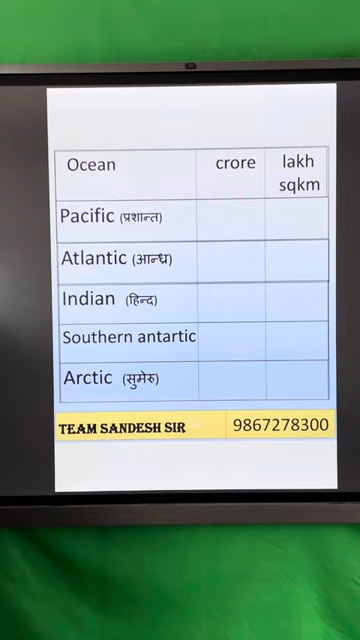 Ocean crore lakh
sqkm
Pacific (प्रशान्त)
Atlantic (आन्ध)
Indian (हिन्द)
Southern antartic
Arctic (सुमेरु)
TEAM SANDESH SIR 9867278300